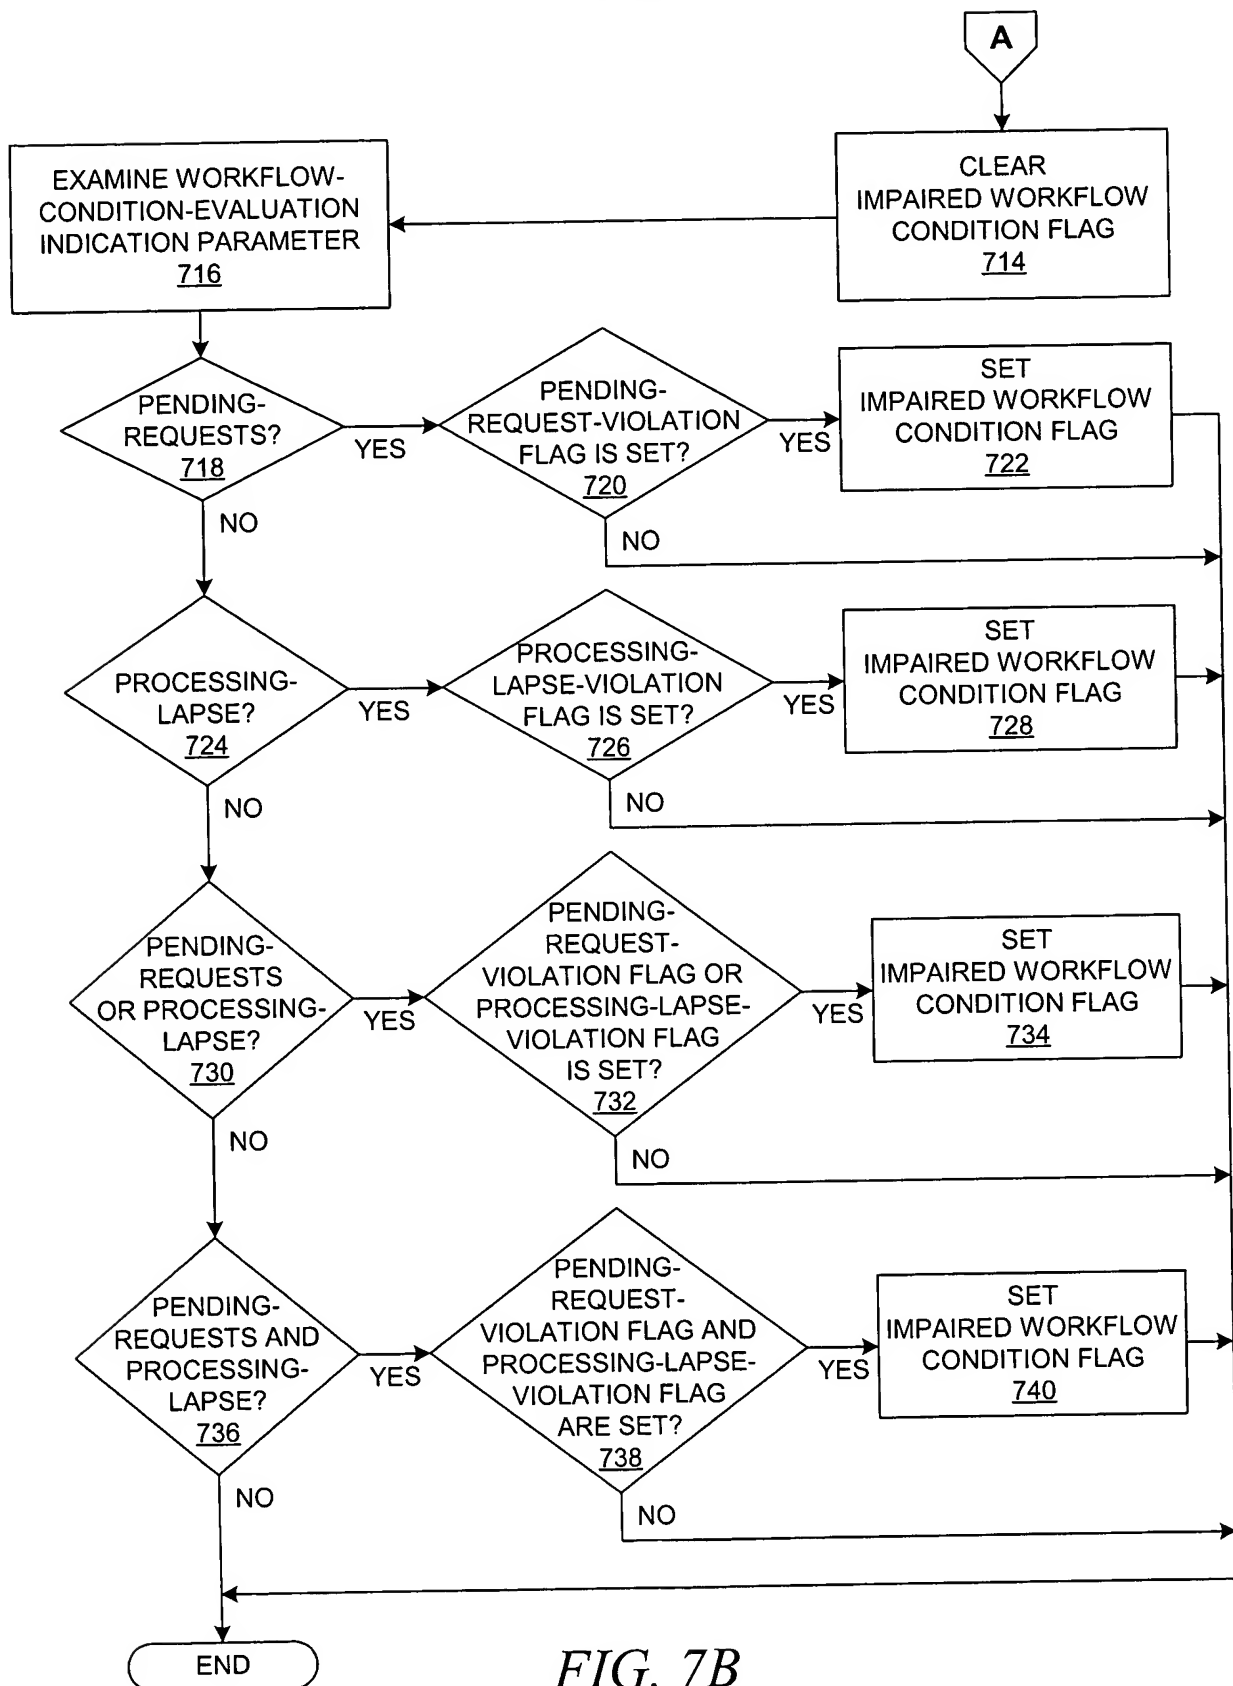 A
CLEAR
IMPAIRED WORKFLOW
CONDITION FLAG
714
EXAMINE WORKFLOW-
CONDITION-EVALUATION
INDICATION PARAMETER
716
PENDING-
REQUESTS?
718
YES
NO
PENDING-
REQUEST-VIOLATION
FLAG IS SET?
720
YES
NO
SET
IMPAIRED WORKFLOW
CONDITION FLAG
722
PROCESSING-
LAPSE?
724
YES
NO
PROCESSING-
LAPSE-VIOLATION
FLAG IS SET?
726
YES
NO
SET
IMPAIRED WORKFLOW
CONDITION FLAG
728
PENDING-
REQUESTS
OR PROCESSING-
LAPSE?
730
YES
NO
PENDING-
REQUEST-
VIOLATION FLAG OR
PROCESSING-LAPSE-
VIOLATION FLAG
IS SET?
732
YES
NO
SET
IMPAIRED WORKFLOW
CONDITION FLAG
734
PENDING-
REQUESTS AND
PROCESSING-
LAPSE?
736
YES
NO
PENDING-
REQUEST-
VIOLATION FLAG AND
PROCESSING-LAPSE-
VIOLATION FLAG
ARE SET?
738
YES
NO
SET
IMPAIRED WORKFLOW
CONDITION FLAG
740
END
FIG. 7B